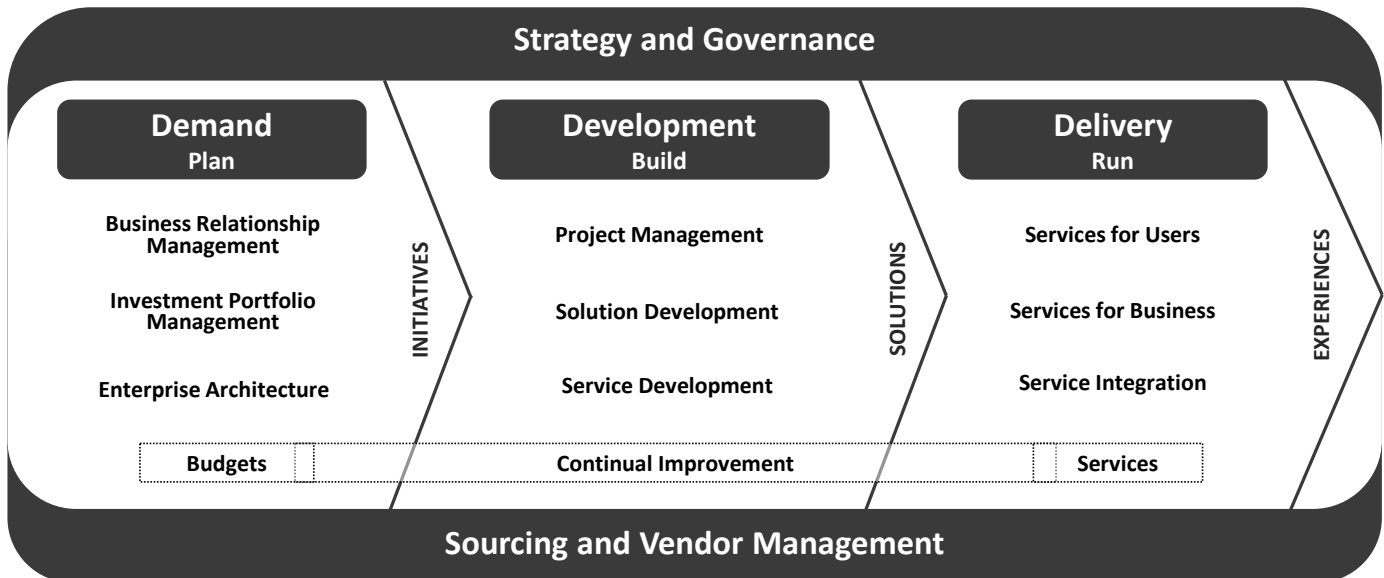 Strategy and Governance
Demand
Plan
Business Relationship
Management
Investment Portfolio
Management
Enterprise Architecture
INITIATIVES
Development
Build
Project Management
Solution Development
Service Development
SOLUTIONS
Delivery
Run
Services for Users
Services for Business
Service Integration
EXPERIENCES
Budgets
Continual Improvement
Services
Sourcing and Vendor Management